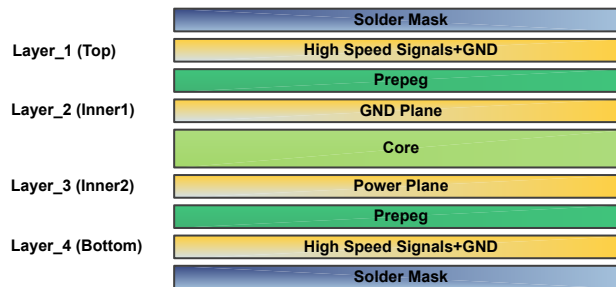 Solder Mask
Layer_1 (Top) High Speed Signals+GND
Prepeg
Layer_2 (Inner1) GND Plane
Core
Layer_3 (Inner2) Power Plane
Prepeg
Layer_4 (Bottom) High Speed Signals+GND
Solder Mask